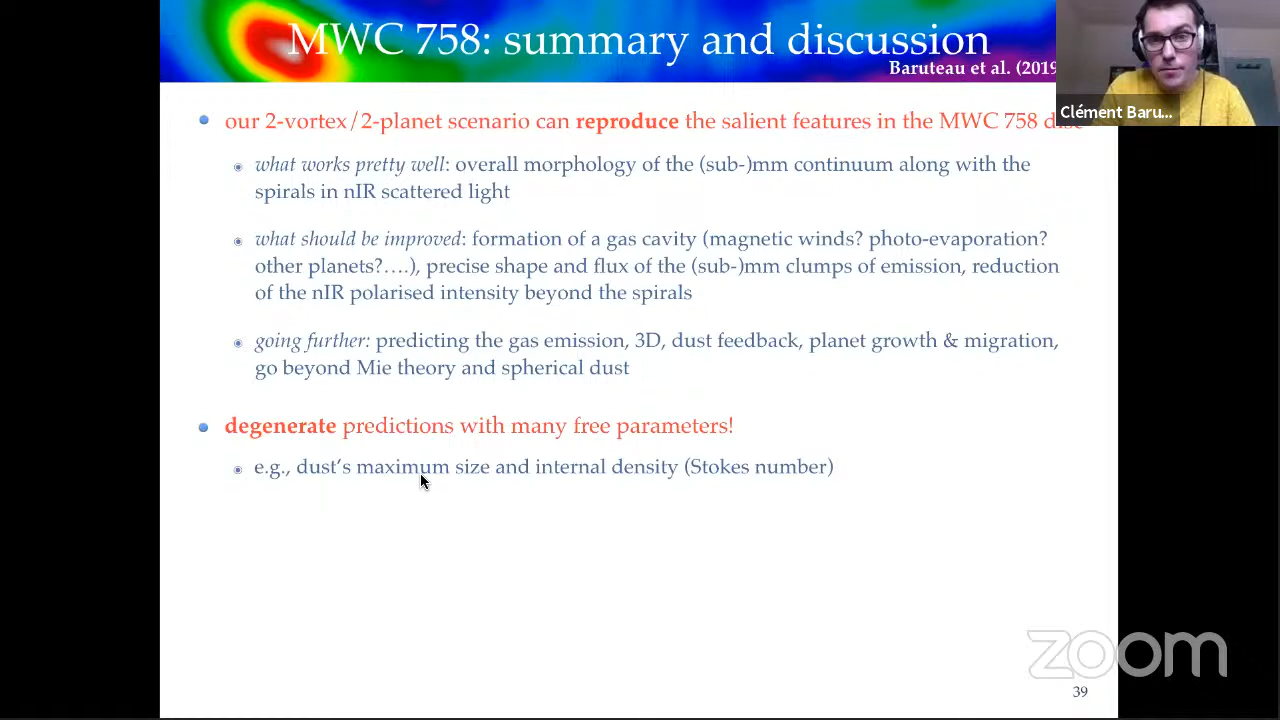 MWC 758: summary and discussion
Baruteau et al. (2019
Clément Baru...
our 2-vortex/2-planet scenario can reproduce the salient features in the MWC 758 disc
what works pretty well: overall morphology of the (sub-)mm continuum along with the
spirals in nIR scattered light
what should be improved: formation of a gas cavity (magnetic winds? photo-evaporation?
other planets?....), precise shape and flux of the (sub-)mm clumps of emission, reduction
of the nIR polarised intensity beyond the spirals
going further: predicting the gas emission, 3D, dust feedback, planet growth & migration,
go beyond Mie theory and spherical dust
degenerate predictions with many free parameters!
e.g., dust's maximum size and internal density (Stokes number)
zoom
39